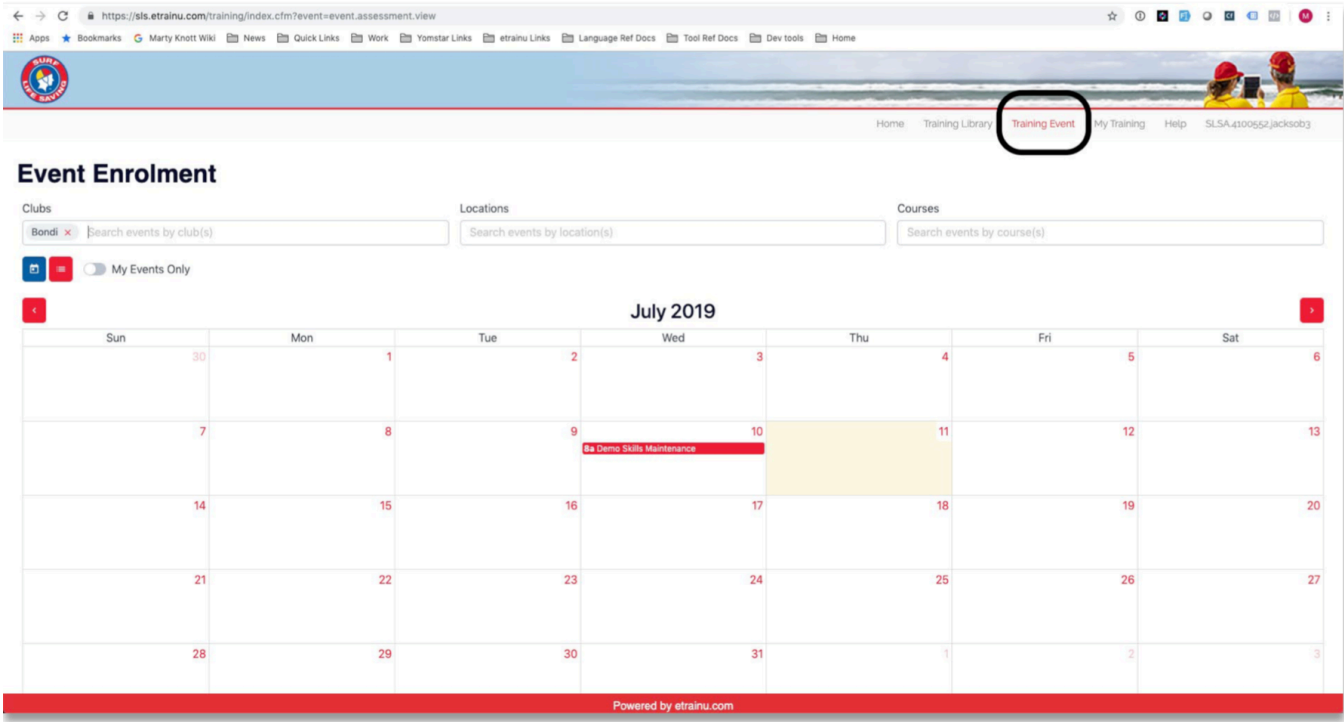 https://sls.etrainu.com/training/index.cfm?event=event.assessment.view
Apps Bookmarks Marty Knott Wiki News Quick Links Work Yomstar Links etrainu Links Language Ref Docs Tool Ref Docs Dev tools Home
SURF
LIFE SAVING
Home Training Library Training Event My Training Help SLSA.4100552.jacksob3
Event Enrolment
Clubs Locations Courses
Bondi × Search events by club(s) Search events by location(s) Search events by course(s)
My Events Only
July 2019
Sun Mon Tue Wed Thu Fri Sat
30 1 2 3 4 5 6
7 8 9 10 11 12 13
8a Demo Skills Maintenance
14 15 16 17 18 19 20
21 22 23 24 25 26 27
28 29 30 31 1 2 3
Powered by etrainu.com